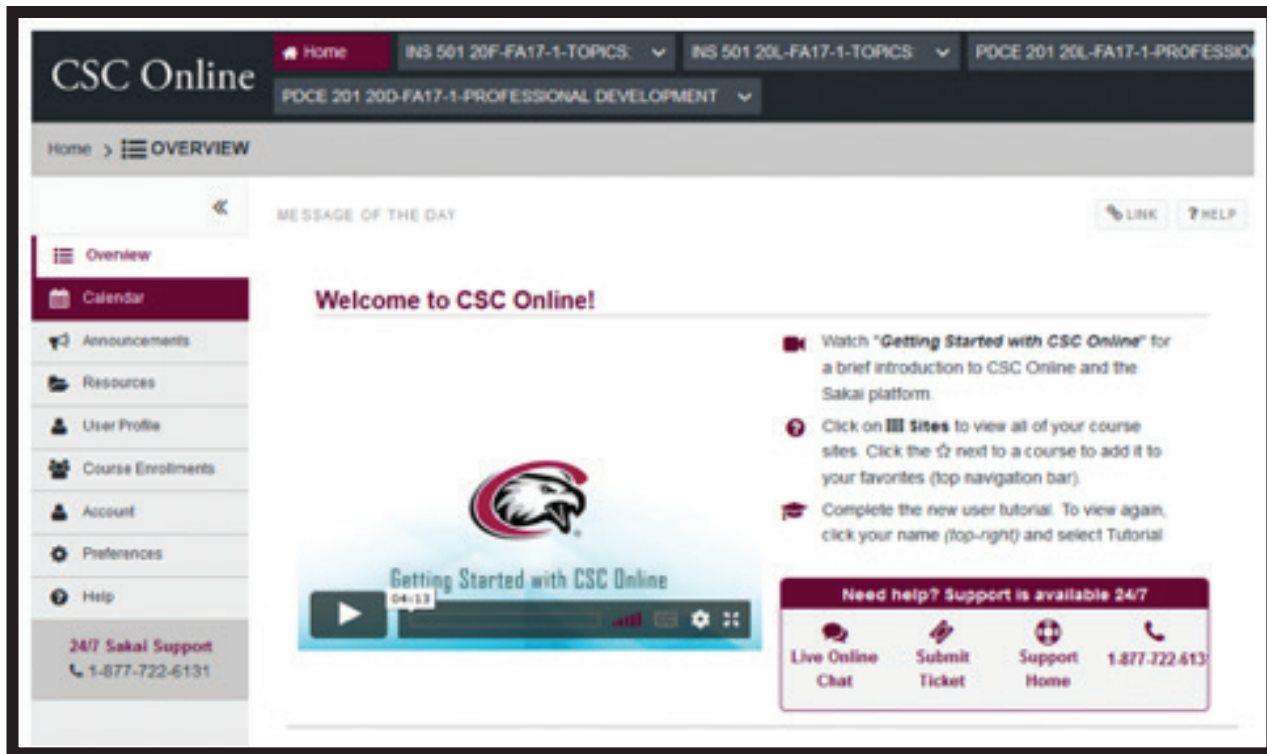 CSC Online
Home
INS 501 20F-FA17-1-TOPICS:
INS 501 20L-FA17-1-TOPICS:
PDCE 201 20L-FA17-1-PROFESSIO
PDCE 201 20D-FA17-1-PROFESSIONAL DEVELOPMENT
Home > OVERVIEW
«
MESSAGE OF THE DAY
LINK
? HELP
Overview
Calendar
Announcements
Resources
User Profile
Course Enrollments
Account
Preferences
Help
24/7 Sakai Support
1-877-722-6131
Welcome to CSC Online!
Getting Started with CSC Online
04:13
CC
Watch "Getting Started with CSC Online" for
a brief introduction to CSC Online and the
Sakai platform.
Click on Sites to view all of your course
sites. Click the ☆ next to a course to add it to
your favorites (top navigation bar).
Complete the new user tutorial. To view again,
click your name (top-right) and select Tutorial
Need help? Support is available 24/7
Live Online
Chat
Submit
Ticket
Support
Home
1-877-722-613